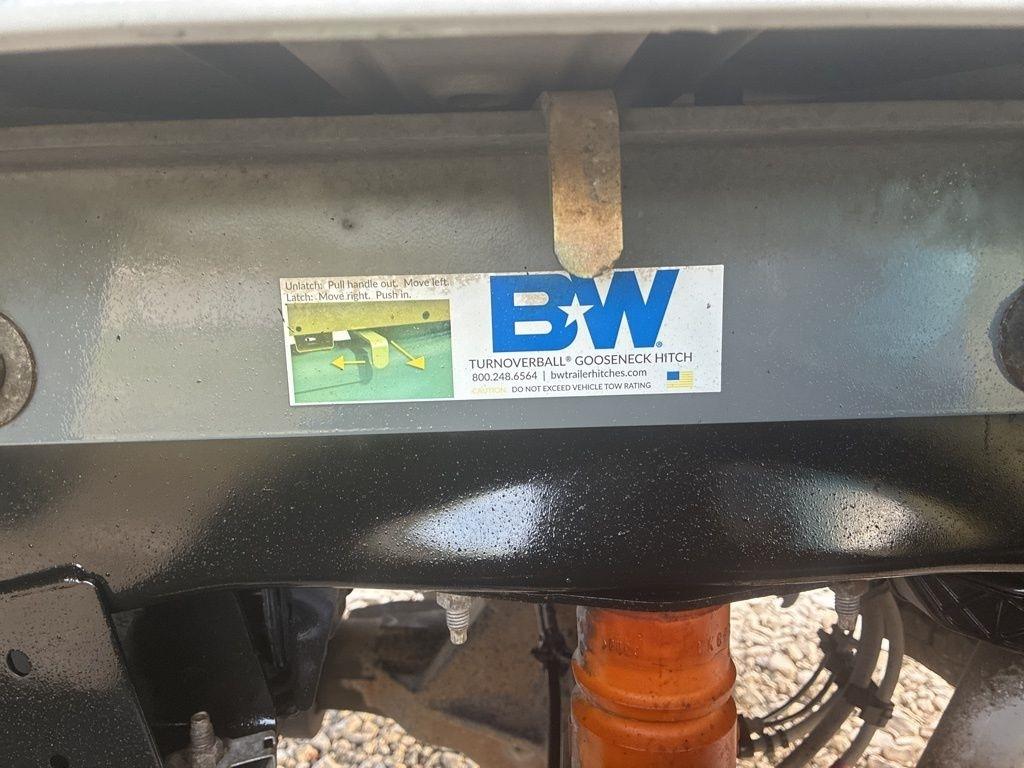 Unlatch: Pull handle out. Move left.
Latch: Move right. Push in.
B★W®
TURNOVERBALL® GOOSENECK HITCH
800.248.6564 | bwtrailerhitches.com
CAUTION: DO NOT EXCEED VEHICLE TOW RATING